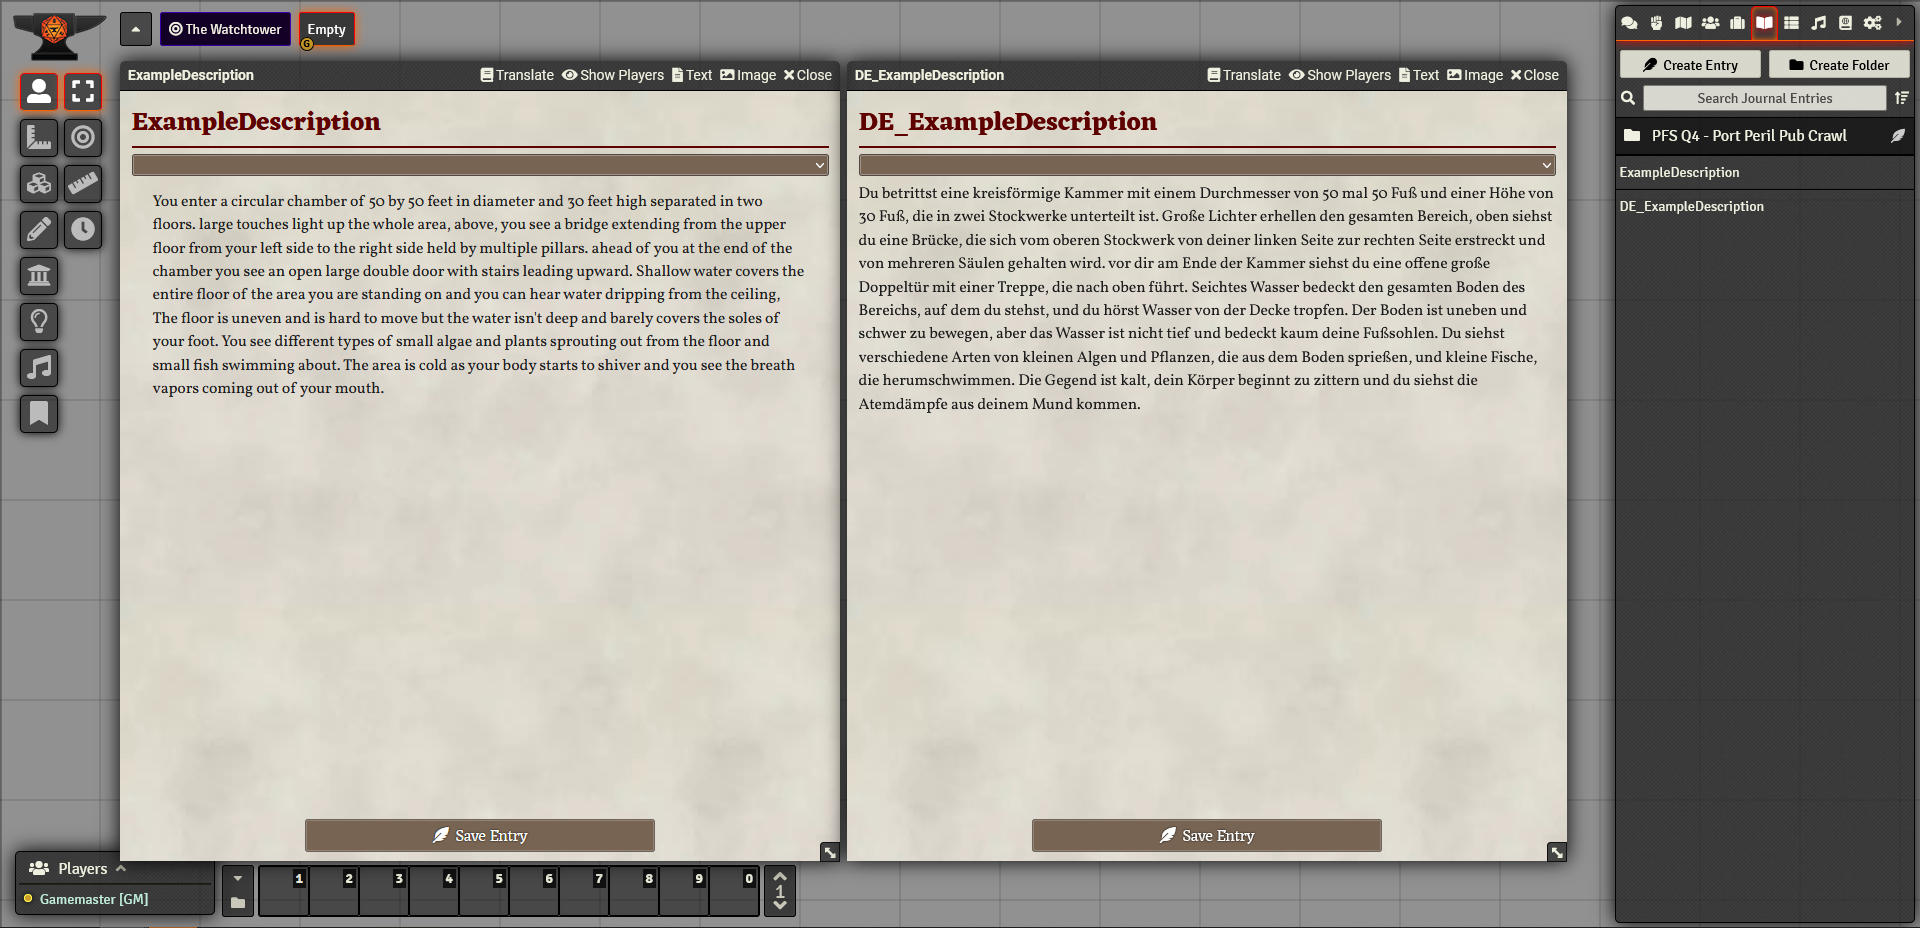 The Watchtower
Empty
G
ExampleDescription
Translate Show Players Text Image Close
ExampleDescription
You enter a circular chamber of 50 by 50 feet in diameter and 30 feet high separated in two
floors. large touches light up the whole area, above, you see a bridge extending from the upper
floor from your left side to the right side held by multiple pillars. ahead of you at the end of the
chamber you see an open large double door with stairs leading upward. Shallow water covers the
entire floor of the area you are standing on and you can hear water dripping from the ceiling,
The floor is uneven and is hard to move but the water isn't deep and barely covers the soles of
your foot. You see different types of small algae and plants sprouting out from the floor and
small fish swimming about. The area is cold as your body starts to shiver and you see the breath
vapors coming out of your mouth.
Save Entry
DE_ExampleDescription
Translate Show Players Text Image Close
DE_ExampleDescription
Du betrittst eine kreisförmige Kammer mit einem Durchmesser von 50 mal 50 Fuß und einer Höhe von
30 Fuß, die in zwei Stockwerke unterteilt ist. Große Lichter erhellen den gesamten Bereich, oben siehst
du eine Brücke, die sich vom oberen Stockwerk von deiner linken Seite zur rechten Seite erstreckt und
von mehreren Säulen gehalten wird. vor dir am Ende der Kammer siehst du eine offene große
Doppeltür mit einer Treppe, die nach oben führt. Seichtes Wasser bedeckt den gesamten Boden des
Bereichs, auf dem du stehst, und du hörst Wasser von der Decke tropfen. Der Boden ist uneben und
schwer zu bewegen, aber das Wasser ist nicht tief und bedeckt kaum deine Fußsohlen. Du siehst
verschiedene Arten von kleinen Algen und Pflanzen, die aus dem Boden sprießen, und kleine Fische,
die herumschwimmen. Die Gegend ist kalt, dein Körper beginnt zu zittern und du siehst die
Atemdämpfe aus deinem Mund kommen.
Save Entry
Create Entry
Create Folder
Search Journal Entries
PFS Q4 - Port Peril Pub Crawl
ExampleDescription
DE_ExampleDescription
Players
Gamemaster [GM]
1 2 3 4 5 6 7 8 9 0
1